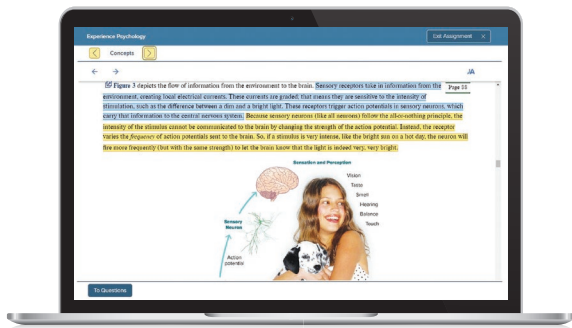 Experience Psychology
Exit Assignment X
< Concepts >
← →
Figure 3 depicts the flow of information from the environment to the brain. Sensory receptors take in information from the
Page 85
environment, creating local electrical currents. These currents are graded; that means they are sensitive to the intensity of
stimulation, such as the difference between a dim and a bright light. These receptors trigger action potentials in sensory neurons, which
carry that information to the central nervous system. Because sensory neurons (like all neurons) follow the all-or-nothing principle, the
intensity of the stimulus cannot be communicated to the brain by changing the strength of the action potential. Instead, the receptor
varies the frequency of action potentials sent to the brain. So, if a stimulus is very intense, like the bright sun on a hot day, the neuron will
fire more frequently (but with the same strength) to let the brain know that the light is indeed very, very bright.
Sensation and Perception
Vision
Taste
Smell
Hearing
Balance
Touch
Sensory
Neuron
Action
potential
To Questions